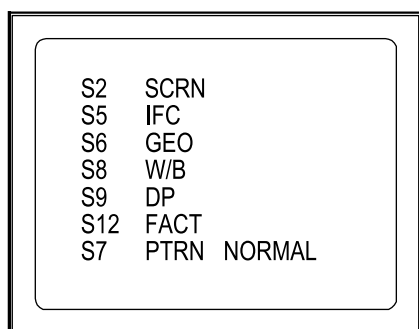 S2 SCRN
S5 IFC
S6 GEO
S8 W/B
S9 DP
S12 FACT
S7 PTRN NORMAL